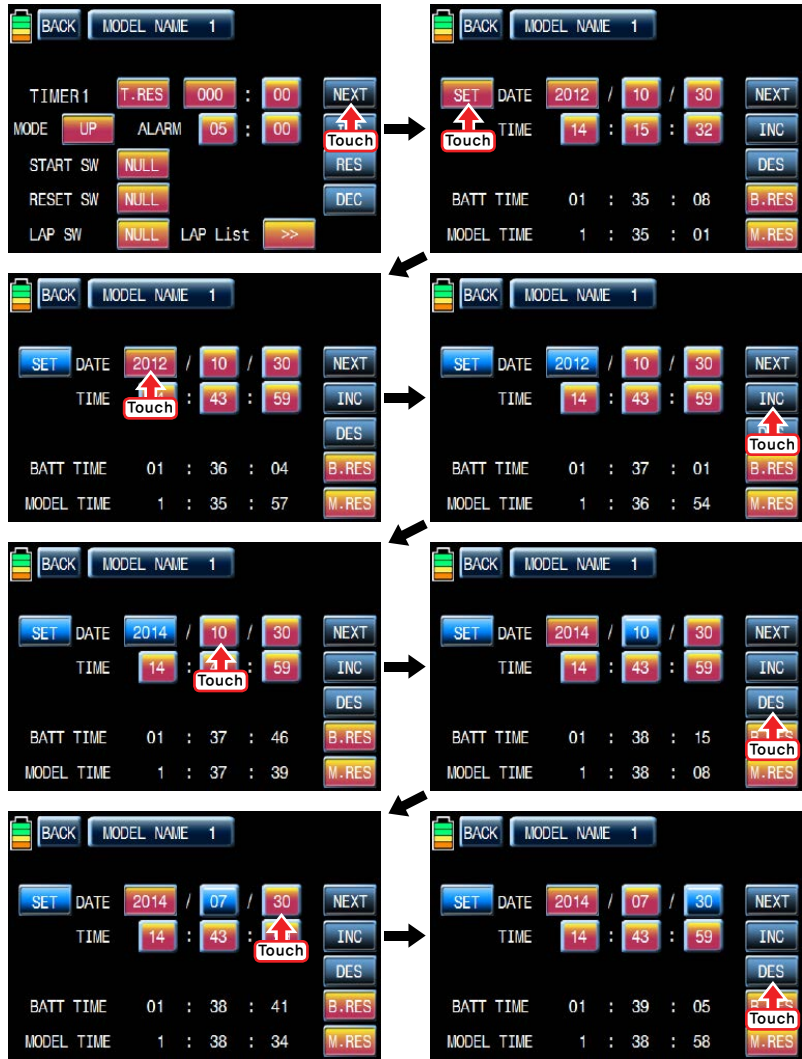 BACK MODEL NAME 1
TIMER1 T.RES 000 : 00 NEXT
MODE UP ALARM 05 : 00
Touch
START SW NULL RES
RESET SW NULL DEC
LAP SW NULL LAP List >>
BACK MODEL NAME 1
SET DATE 2012 / 10 / 30 NEXT
Touch TIME 14 : 15 : 32 INC
DES
BATT TIME 01 : 35 : 08 B.RES
MODEL TIME 1 : 35 : 01 M.RES
BACK MODEL NAME 1
SET DATE 2012 / 10 / 30 NEXT
TIME : 43 : 59 INC
Touch
DES
BATT TIME 01 : 36 : 04 B.RES
MODEL TIME 1 : 35 : 57 M.RES
BACK MODEL NAME 1
SET DATE 2012 / 10 / 30 NEXT
TIME 14 : 43 : 59 INC
Touch
BATT TIME 01 : 37 : 01 B.RES
MODEL TIME 1 : 36 : 54 M.RES
BACK MODEL NAME 1
SET DATE 2014 / 10 / 30 NEXT
TIME 14 : : 59 INC
Touch
DES
BATT TIME 01 : 37 : 46 B.RES
MODEL TIME 1 : 37 : 39 M.RES
BACK MODEL NAME 1
SET DATE 2014 / 10 / 30 NEXT
TIME 14 : 43 : 59 INC
DES
BATT TIME 01 : 38 : 15
Touch
MODEL TIME 1 : 38 : 08 M.RES
BACK MODEL NAME 1
SET DATE 2014 / 07 / 30 NEXT
TIME 14 : 43 : INC
Touch
DES
BATT TIME 01 : 38 : 41 B.RES
MODEL TIME 1 : 38 : 34 M.RES
BACK MODEL NAME 1
SET DATE 2014 / 07 / 30 NEXT
TIME 14 : 43 : 59 INC
DES
BATT TIME 01 : 39 : 05
Touch
MODEL TIME 1 : 38 : 58 M.RES